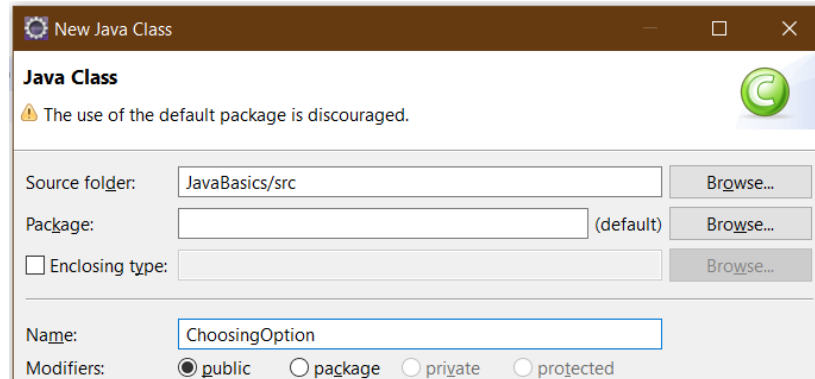 New Java Class
Java Class
The use of the default package is discouraged.
Source folder: JavaBasics/src Browse...
Package: (default) Browse...
Enclosing type: Browse...
Name: ChoosingOption
Modifiers: public package private protected